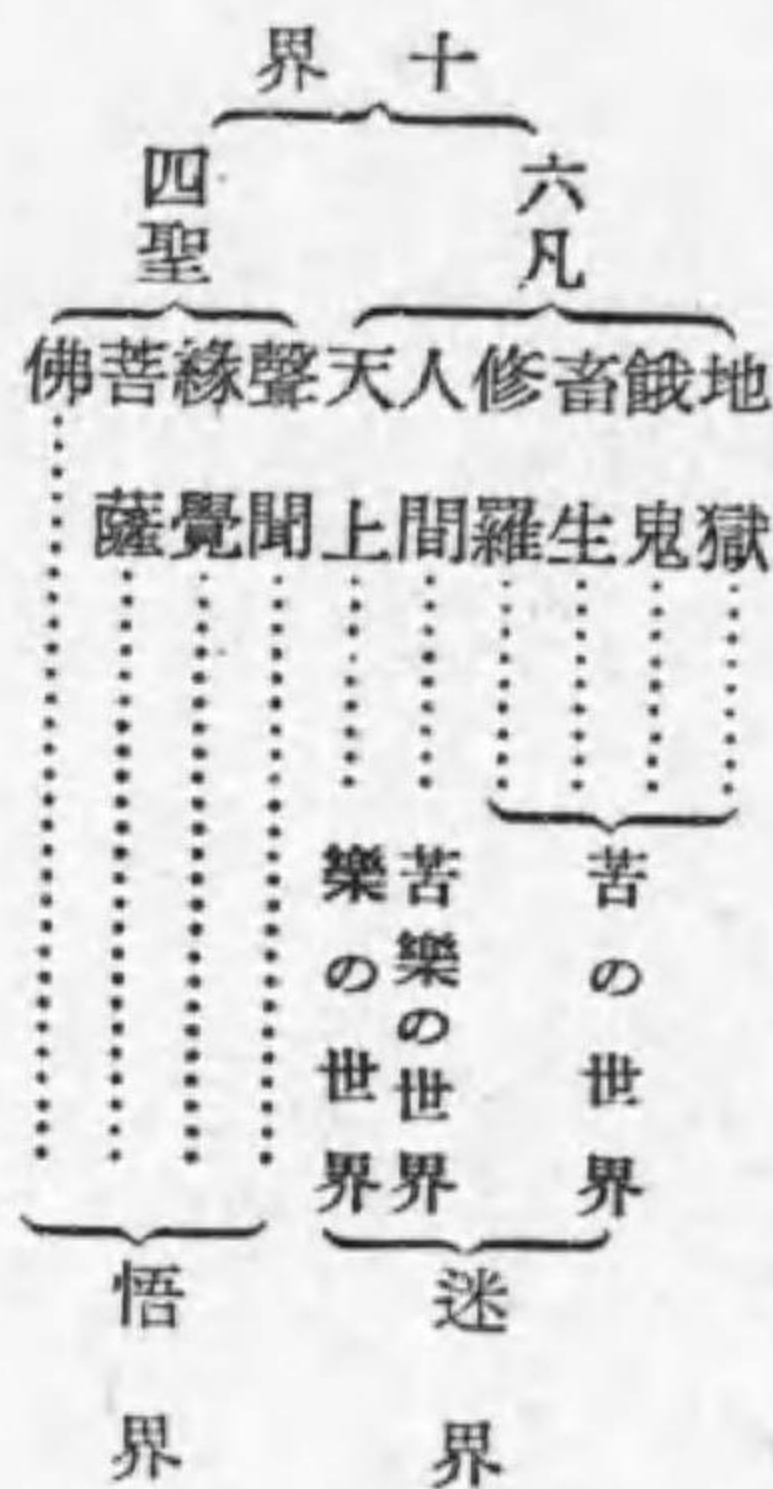 十界
六凡
四聖
地獄
餓鬼
畜生
修羅
人間
天上
聲聞
緣覺
菩薩
佛
苦の世界
苦樂の世界
樂の世界
迷界
悟界